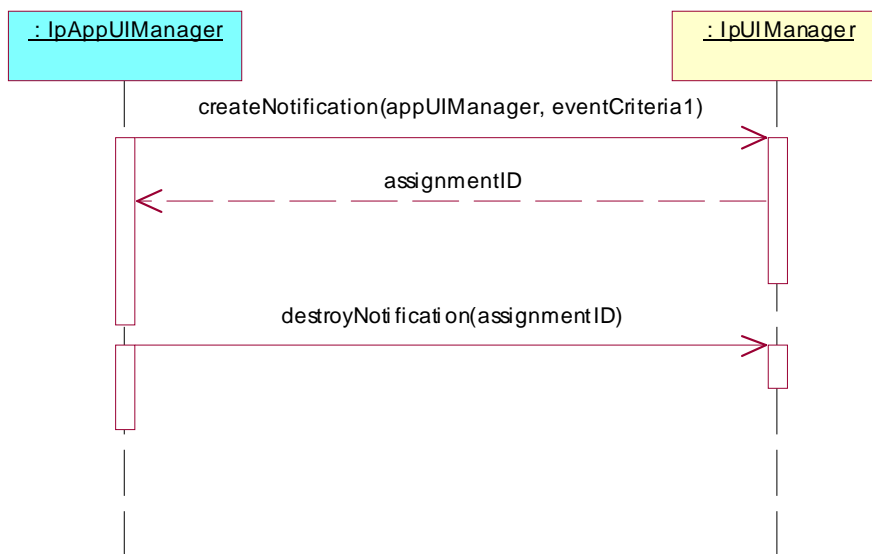 : IpAppUIManager
: IpUIManager
createNotification(appUIManager, eventCriteria1)
assignmentID
destroyNotification(assignmentID)